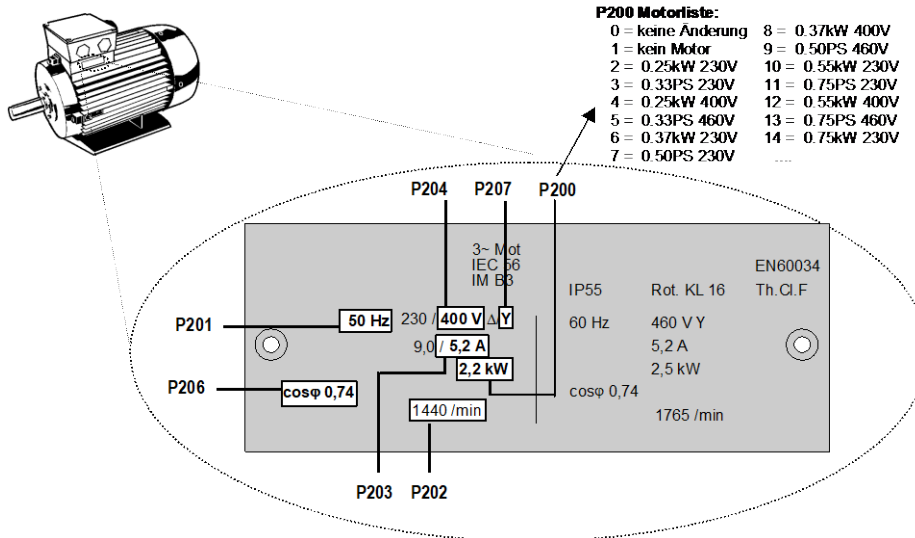 P200 Motorliste:
0 = keine Änderung 8 = 0.37kW 400V
1 = kein Motor 9 = 0.50PS 460V
2 = 0.25kW 230V 10 = 0.55kW 230V
3 = 0.33PS 230V 11 = 0.75PS 230V
4 = 0.25kW 400V 12 = 0.55kW 400V
5 = 0.33PS 460V 13 = 0.75PS 460V
6 = 0.37kW 230V 14 = 0.75kW 230V
7 = 0.50PS 230V ....
P204 P207 P200
3~ Mot
IEC 56
IM B3
EN60034
IP55 Rot. KL 16 Th.Cl.F
P201
50 Hz 230 / 400 V Δ/Y 60 Hz 460 V Y
9,0 / 5,2 A 5,2 A
2,2 kW 2,5 kW
P206
cosφ 0,74 cosφ 0,74
1440 /min 1765 /min
P203 P202